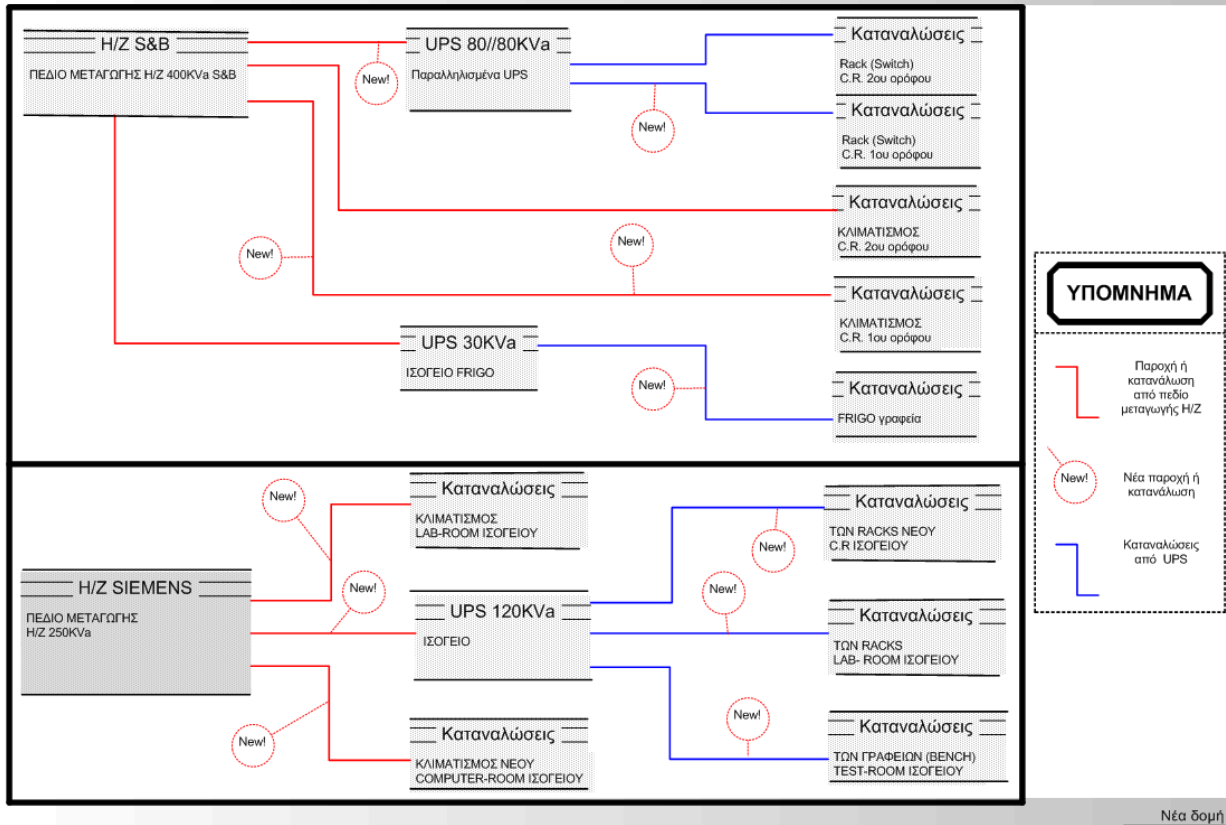 Η/Ζ S&B
ΠΕΔΙΟ ΜΕΤΑΓΩΓΗΣ Η/Ζ 400KVa S&B
New!
UPS 80//80KVa
Παραλληλισμένα UPS
New!
Καταναλώσεις
Rack (Switch)
C.R. 2ου ορόφου
Καταναλώσεις
Rack (Switch)
C.R. 1ου ορόφου
Καταναλώσεις
ΚΛΙΜΑΤΙΣΜΟΣ
C.R. 2ου ορόφου
New!
New!
Καταναλώσεις
ΚΛΙΜΑΤΙΣΜΟΣ
C.R. 1ου ορόφου
UPS 30KVa
ΙΣΟΓΕΙΟ FRIGO
New!
Καταναλώσεις
FRIGO γραφεία
Η/Ζ SIEMENS
ΠΕΔΙΟ ΜΕΤΑΓΩΓΗΣ
Η/Ζ 250KVa
New!
New!
New!
Καταναλώσεις
ΚΛΙΜΑΤΙΣΜΟΣ
LAB-ROOM ΙΣΟΓΕΙΟΥ
UPS 120KVa
ΙΣΟΓΕΙΟ
Καταναλώσεις
ΚΛΙΜΑΤΙΣΜΟΣ ΝΕΟΥ
COMPUTER-ROOM ΙΣΟΓΕΙΟΥ
New!
New!
New!
Καταναλώσεις
ΤΩΝ RACKS ΝΕΟΥ
C.R ΙΣΟΓΕΙΟΥ
Καταναλώσεις
ΤΩΝ RACKS
LAB- ROOM ΙΣΟΓΕΙΟΥ
Καταναλώσεις
ΤΩΝ ΓΡΑΦΕΙΩΝ (BENCH)
TEST-ROOM ΙΣΟΓΕΙΟΥ
ΥΠΟΜΝΗΜΑ
Παροχή ή
κατανάλωση
από πεδίο
μεταγωγής Η/Ζ
New!
Νέα παροχή ή
κατανάλωση
Καταναλώσεις
από UPS
Νέα δομή